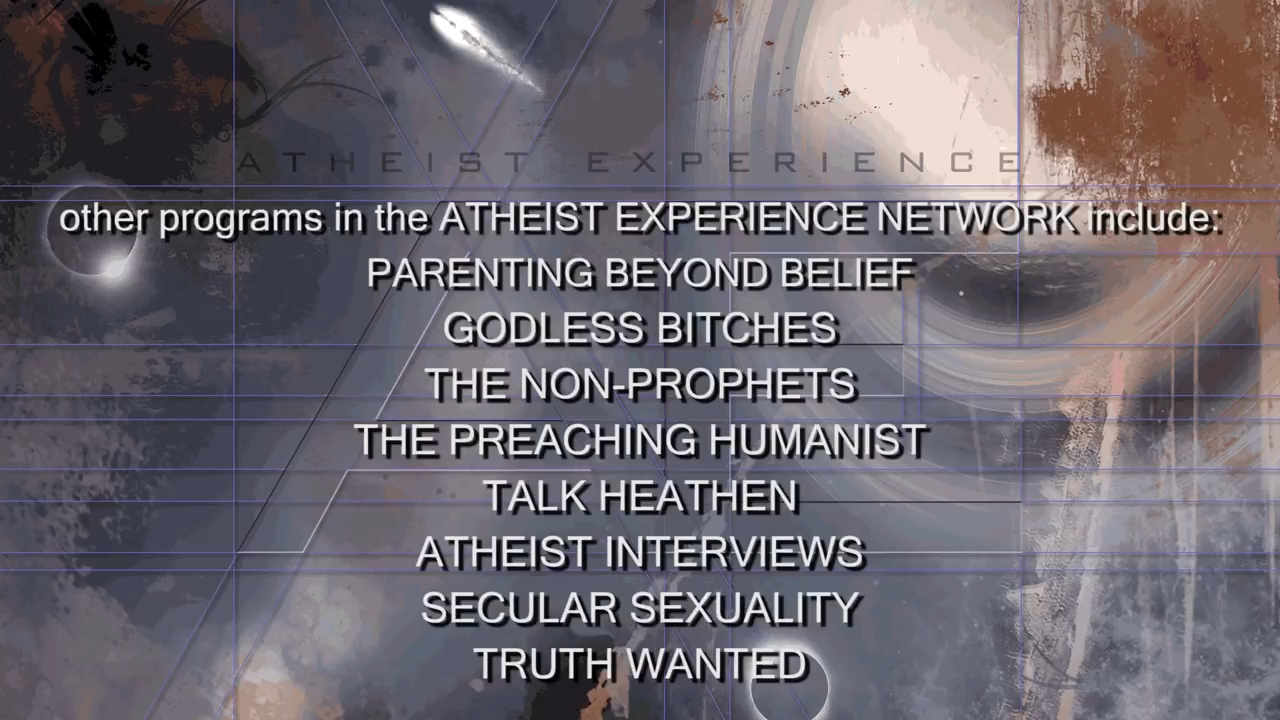 ATHEIST EXPERIENCE
other programs in the ATHEIST EXPERIENCE NETWORK include:
PARENTING BEYOND BELIEF
GODLESS BITCHES
THE NON-PROPHETS
THE PREACHING HUMANIST
TALK HEATHEN
ATHEIST INTERVIEWS
SECULAR SEXUALITY
TRUTH WANTED